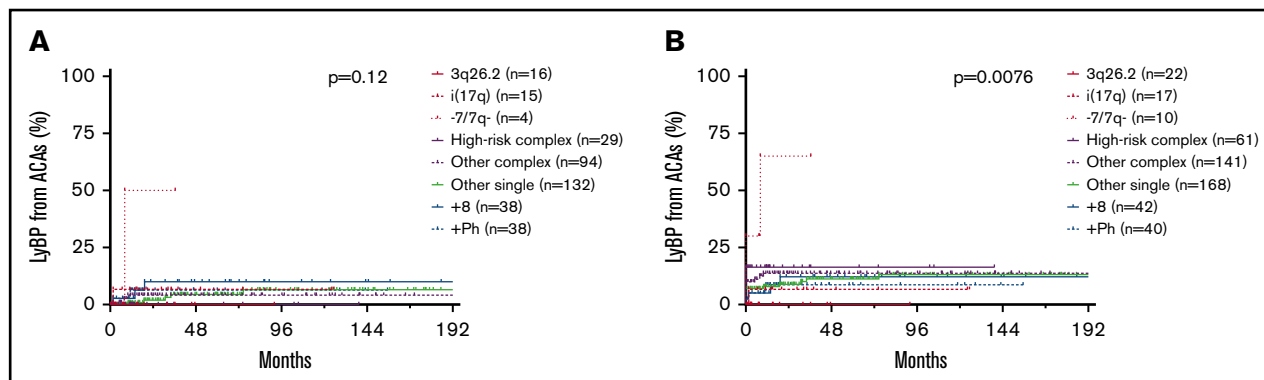 A
LyBP from ACAs (%)
100
75
50
25
0
0 48 96 144 192
Months
p=0.12
3q26.2 (n=16)
i(17q) (n=15)
-7/7q- (n=4)
High-risk complex (n=29)
Other complex (n=94)
Other single (n=132)
+8 (n=38)
+Ph (n=38)
B
LyBP from ACAs (%)
100
75
50
25
0
0 48 96 144 192
Months
p=0.0076
3q26.2 (n=22)
i(17q) (n=17)
-7/7q- (n=10)
High-risk complex (n=61)
Other complex (n=141)
Other single (n=168)
+8 (n=42)
+Ph (n=40)